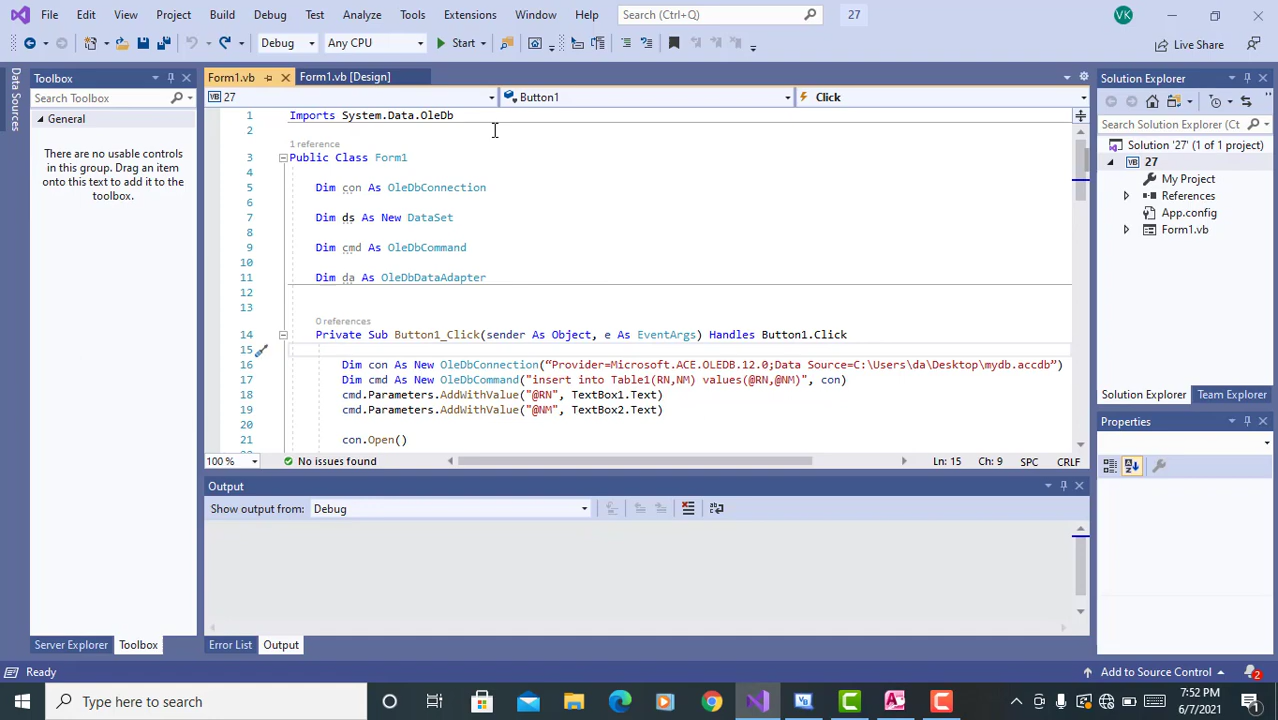 File Edit View Project Build Debug Test Analyze Tools Extensions Window Help Search (Ctrl+Q) 27 VK
Debug Any CPU Start Live Share
Data Sources
Toolbox
Search Toolbox
General
There are no usable controls
in this group. Drag an item
onto this text to add it to the
toolbox.
Server Explorer Toolbox
Form1.vb Form1.vb [Design]
27 Button1 Click
1 Imports System.Data.OleDb
2
1 reference
3 Public Class Form1
4
5 Dim con As OleDbConnection
6
7 Dim ds As New DataSet
8
9 Dim cmd As OleDbCommand
10
11 Dim da As OleDbDataAdapter
12
13
0 references
14 Private Sub Button1_Click(sender As Object, e As EventArgs) Handles Button1.Click
15
16 Dim con As New OleDbConnection(“Provider=Microsoft.ACE.OLEDB.12.0;Data Source=C:\Users\da\Desktop\mydb.accdb”)
17 Dim cmd As New OleDbCommand("insert into Table1(RN,NM) values(@RN,@NM)", con)
18 cmd.Parameters.AddWithValue("@RN", TextBox1.Text)
19 cmd.Parameters.AddWithValue("@NM", TextBox2.Text)
20
21 con.Open()
100 % No issues found Ln: 15 Ch: 9 SPC CRLF
Output
Show output from: Debug
Error List Output
Solution Explorer
Search Solution Explorer (Ct
Solution '27' (1 of 1 project)
27
My Project
References
App.config
Form1.vb
Solution Explorer Team Explorer
Properties
Ready Add to Source Control 2
Type here to search
7:52 PM
6/7/2021
1